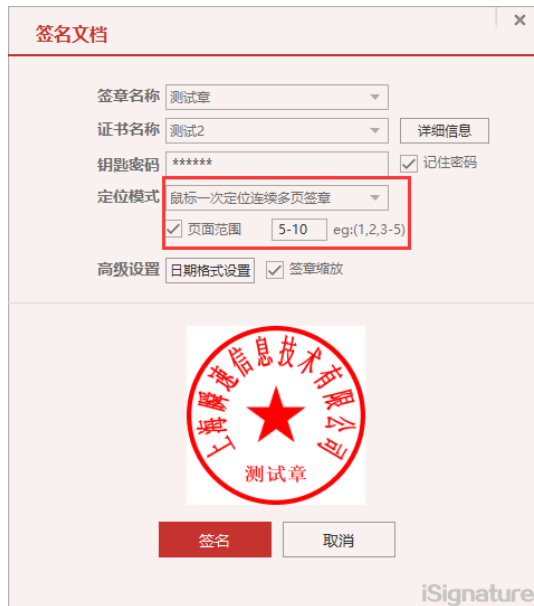 签名文档
签章名称 测试章
证书名称 测试2 详细信息
钥匙密码 ****** 记住密码
定位模式 鼠标一次定位连续多页签章
页面范围 5-10 eg:(1,2,3-5)
高级设置 日期格式设置 签章缩放
上海瞬速信息技术有限公司
测试章
签名 取消
iSignature